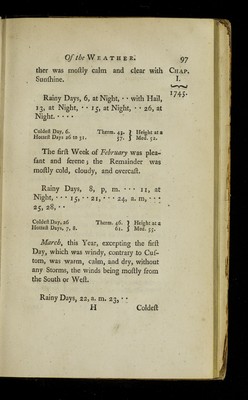 Of the WEATHER. 97
ther was moſtly calm and clear with CHAP.
Sunſhine. I.
1743.
Rainy Days, 6, at Night, · · with Hail,
13, at Night, · · 15, at Night, · · 26, at
Night. · · · ·
Coldeſt Day, 6. Therm. 43. } Height at a
Hotteſt Days 26 to 31. 57. } Med. 51.
The firſt Week of February was plea-
ſant and ſerene; the Remainder was
moſtly cold, cloudy, and overcaſt.
Rainy Days, 8, p, m. · · · 11, at
Night, · · · 15, · · 21, · · · 24, a. m, · · ·
25, 28, · ·
Coldeſt Day, 26 Therm. 46. } Height at a
Hotteſt Days, 7, 8. 61. } Med. 53.
March, this Year, excepting the firſt
Day, which was windy, contrary to Cuſ-
tom, was warm, calm, and dry, without
any Storms, the winds being moſtly from
the South or Weſt.
Rainy Days, 22, a. m. 23, · ·
H Coldeſt